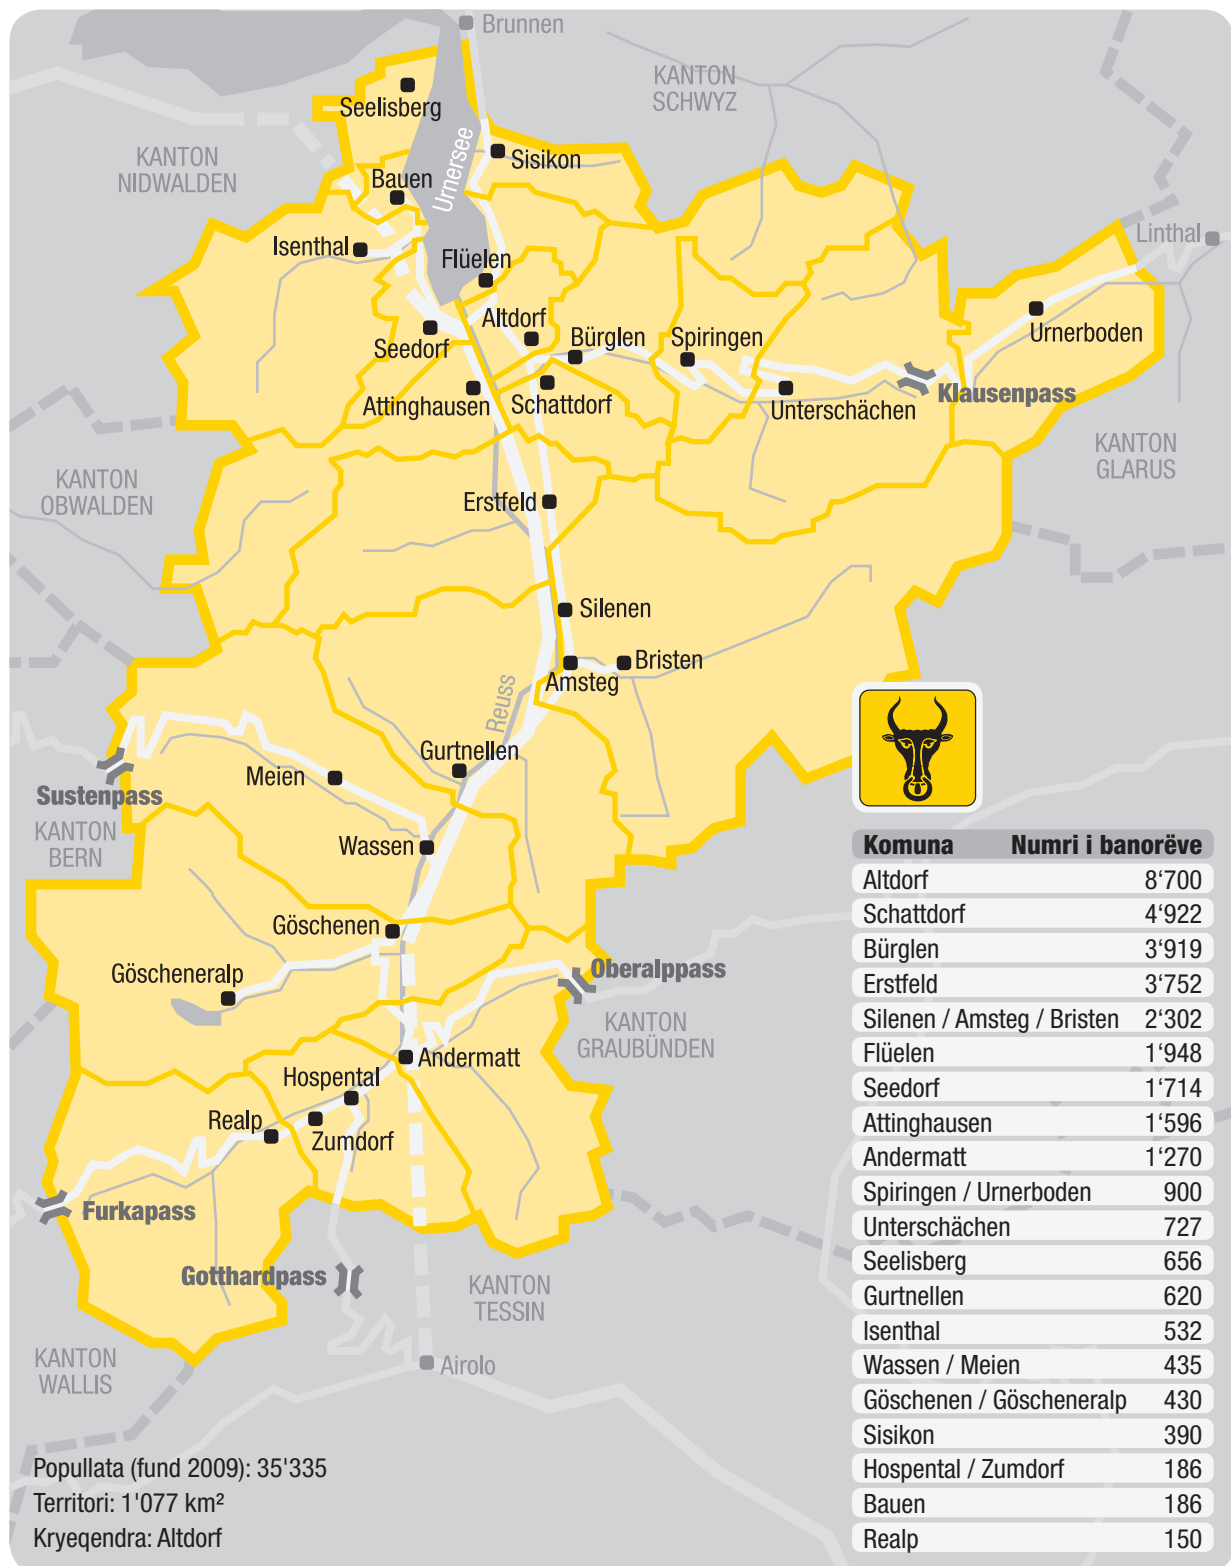 Brunnen
KANTON
SCHWYZ
Seelisberg
KANTON
NIDWALDEN
Urnersee
Sisikon
Bauen
Isenthal
Flüelen
Linthal
Altdorf
Seedorf
Bürglen
Spiringen
Urnerboden
Attinghausen
Schattdorf
Unterschächen
Klausenpass
KANTON
GLARUS
KANTON
OBWALDEN
Erstfeld
Silenen
Bristen
Amsteg
Reuss
Gurtnellen
Meien
Sustenpass
KANTON
BERN
Wassen
Göschenen
Göscheneralp
Oberalppass
KANTON
GRAUBÜNDEN
Andermatt
Hospental
Realp
Zumdorf
Furkapass
Gotthardpass
KANTON
TESSIN
KANTON
WALLIS
Airolo
Komuna Numri i banorëve
Altdorf 8‘700
Schattdorf 4‘922
Bürglen 3‘919
Erstfeld 3‘752
Silenen / Amsteg / Bristen 2‘302
Flüelen 1‘948
Seedorf 1‘714
Attinghausen 1‘596
Andermatt 1‘270
Spiringen / Urnerboden 900
Unterschächen 727
Seelisberg 656
Gurtnellen 620
Isenthal 532
Wassen / Meien 435
Göschenen / Göscheneralp 430
Sisikon 390
Hospental / Zumdorf 186
Bauen 186
Realp 150
Popullata (fund 2009): 35'335
Territori: 1'077 km²
Kryeqendra: Altdorf